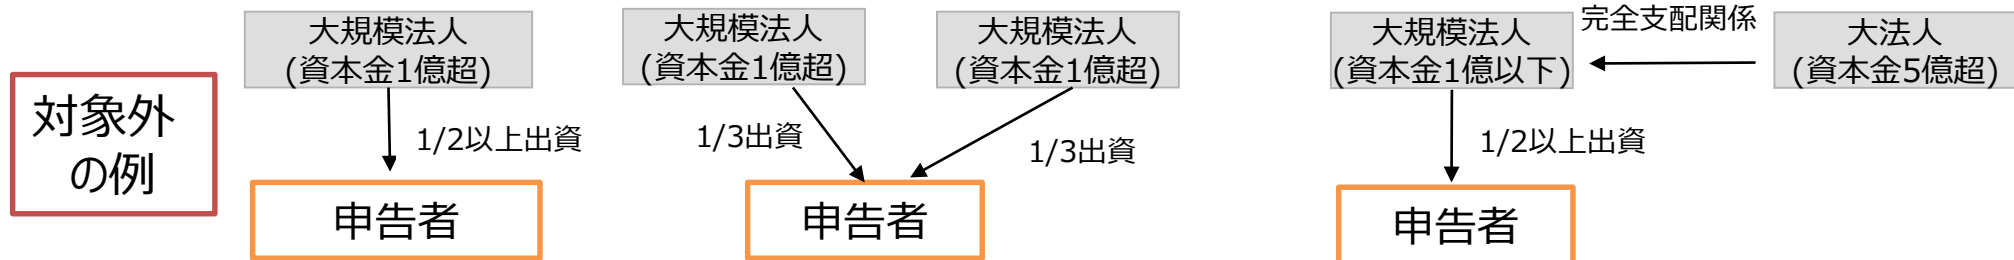 対象外
の例
大規模法人
(資本金1億超)
1/2以上出資
申告者
大規模法人
(資本金1億超)
大規模法人
(資本金1億超)
1/3出資
1/3出資
申告者
大規模法人
(資本金1億以下)
完全支配関係
大法人
(資本金5億超)
1/2以上出資
申告者